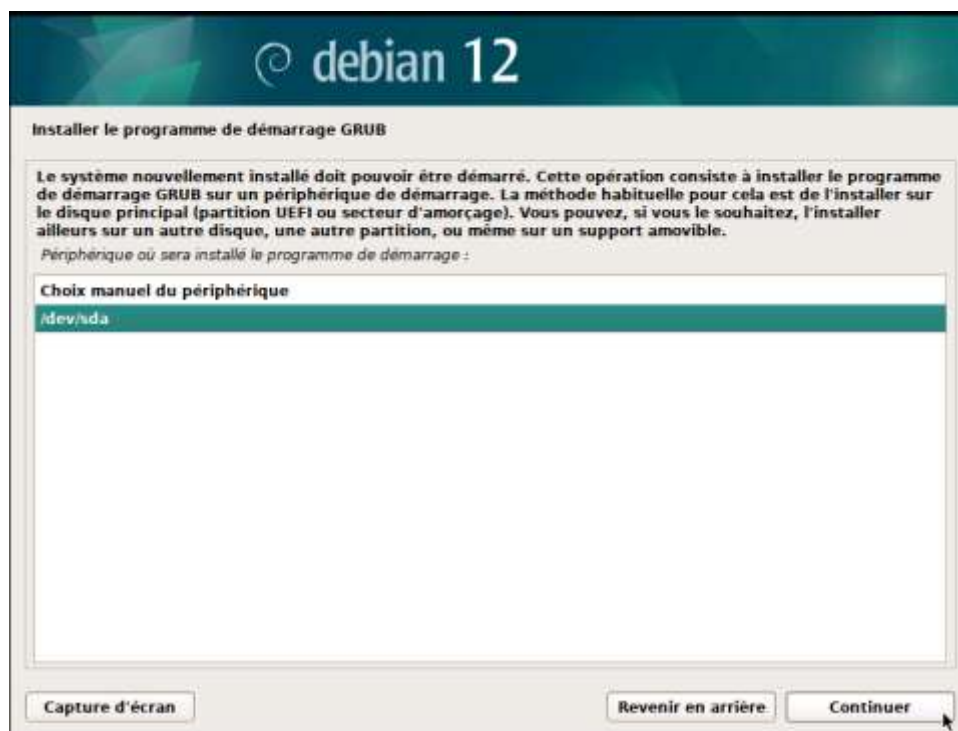 debian 12
Installer le programme de démarrage GRUB
Le système nouvellement installé doit pouvoir être démarré. Cette opération consiste à installer le programme
de démarrage GRUB sur un périphérique de démarrage. La méthode habituelle pour cela est de l'installer sur
le disque principal (partition UEFI ou secteur d'amorçage). Vous pouvez, si vous le souhaitez, l'installer
ailleurs sur un autre disque, une autre partition, ou même sur un support amovible.
Périphérique où sera installé le programme de démarrage :
Choix manuel du périphérique
/dev/sda
Capture d'écran
Revenir en arrière
Continuer